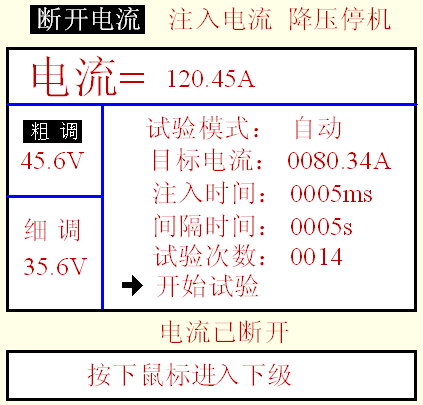 断开电流 注入电流 降压停机
电流= 120.45A
粗 调
45.6V
细 调
35.6V
试验模式： 自动
目标电流： 0080.34A
注入时间： 0005ms
间隔时间： 0005s
试验次数： 0014
开始试验
电流已断开
按下鼠标进入下级